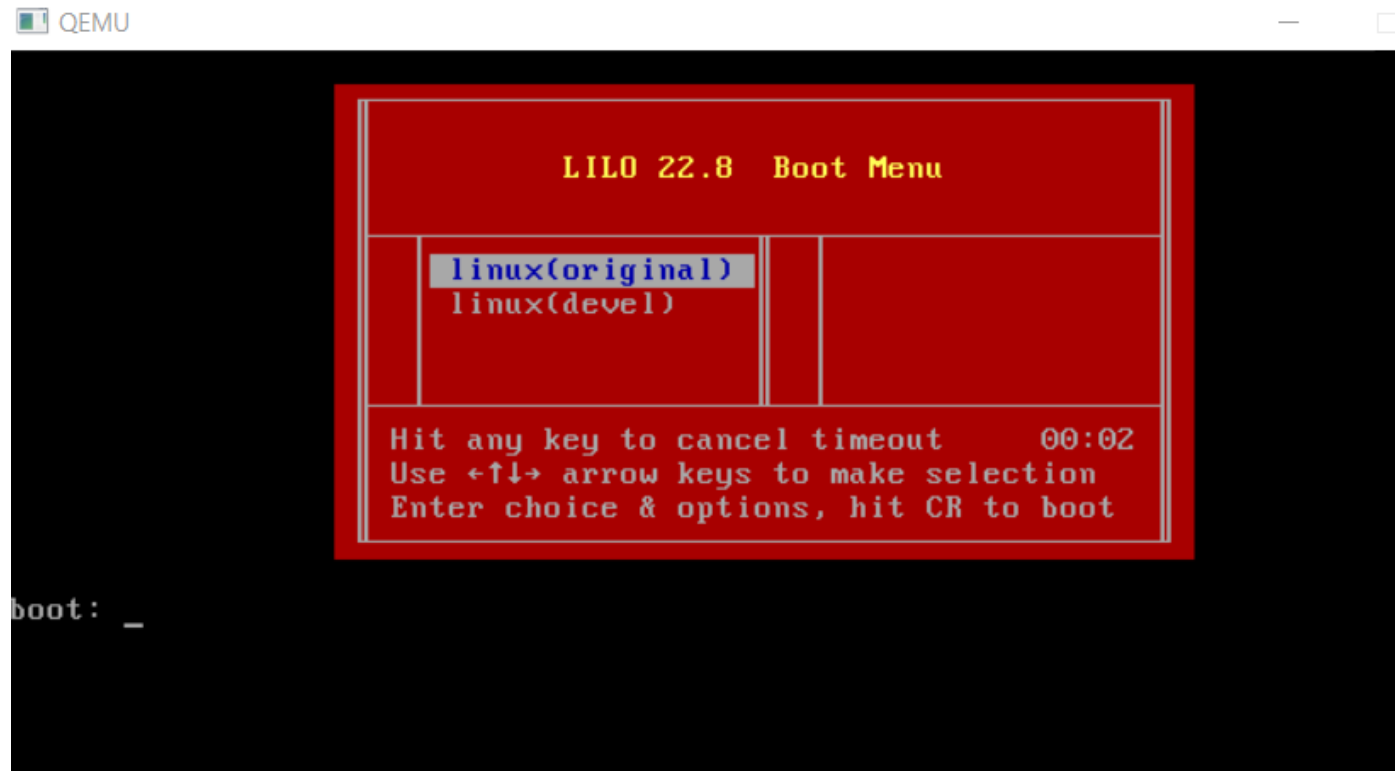 QEMU
LILO 22.8 Boot Menu
linux(original)
linux(devel)
Hit any key to cancel timeout 00:02
Use ←↑↓→ arrow keys to make selection
Enter choice & options, hit CR to boot
boot: _